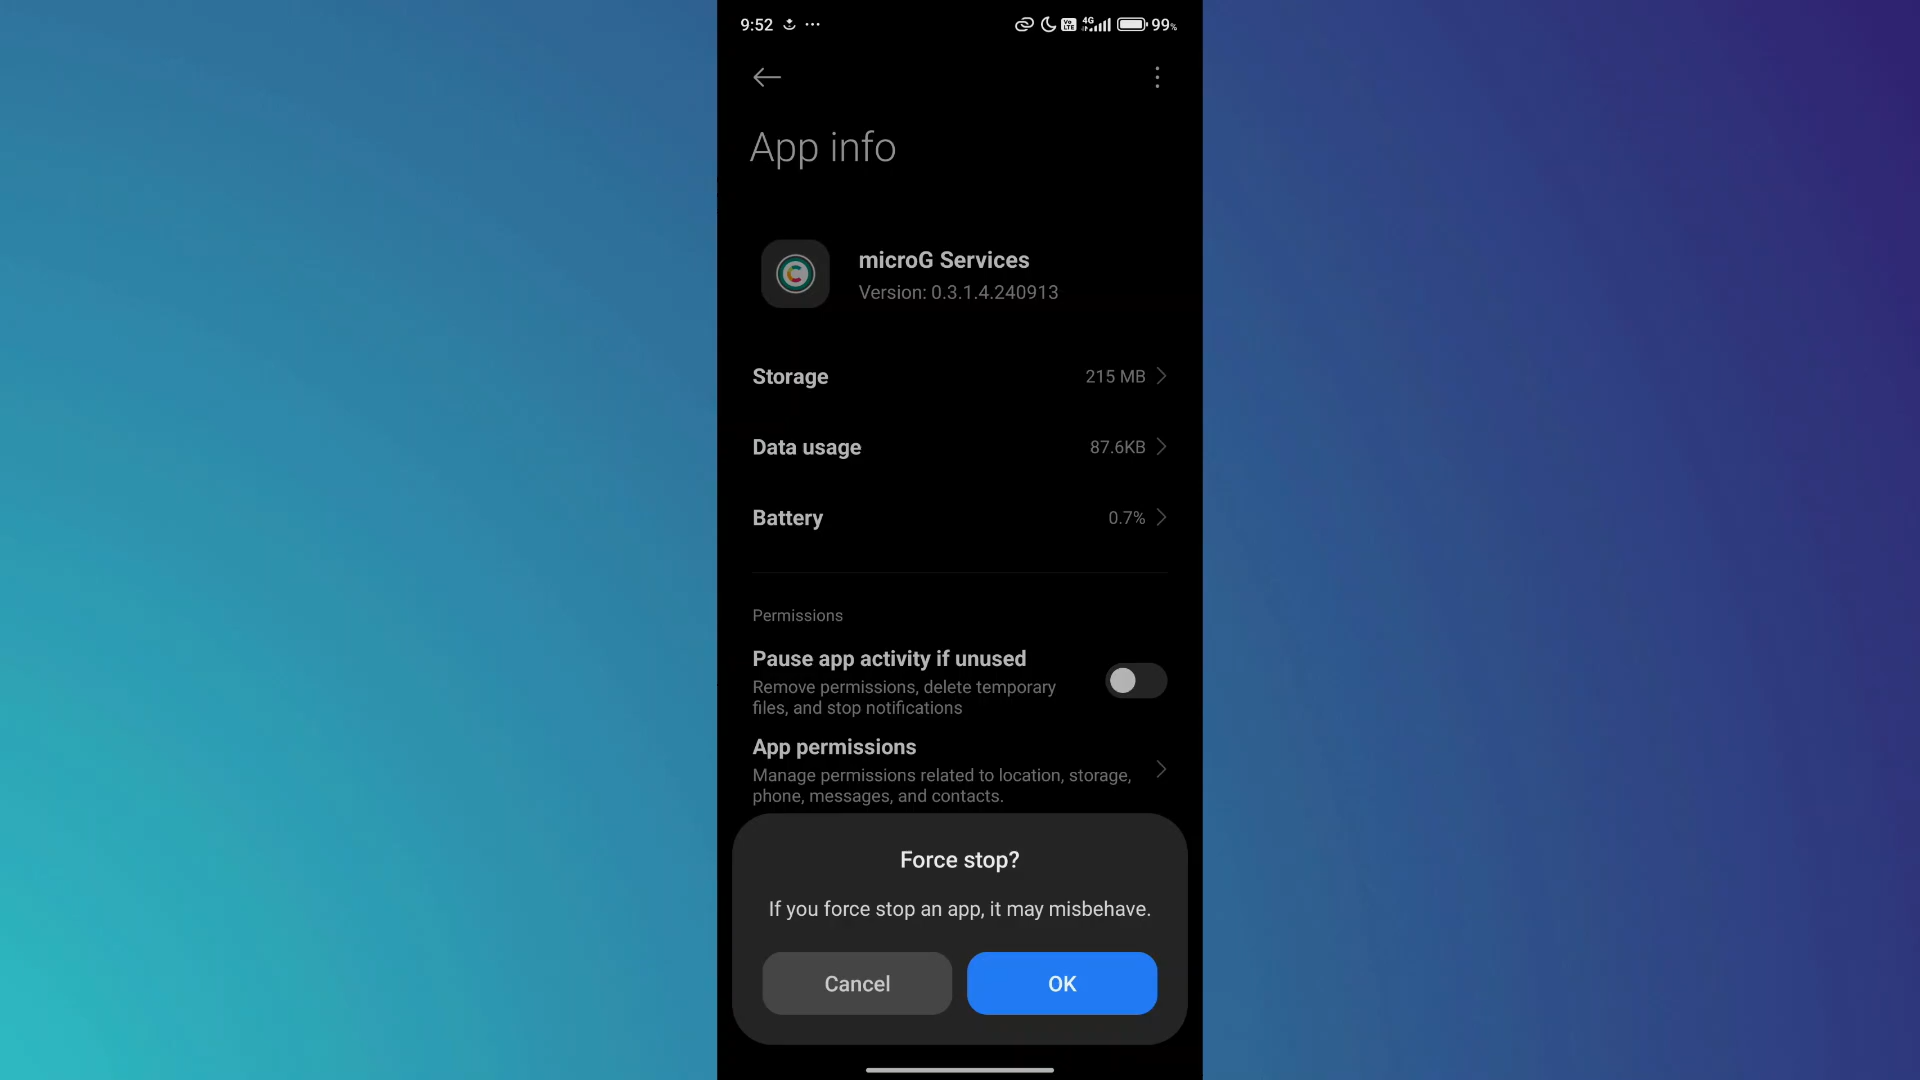 9:52 ... 4G 99%
App info
microG Services
Version: 0.3.1.4.240913
Storage 215 MB
Data usage 87.6KB
Battery 0.7%
Permissions
Pause app activity if unused
Remove permissions, delete temporary
files, and stop notifications
App permissions
Manage permissions related to location, storage,
phone, messages, and contacts.
Force stop?
If you force stop an app, it may misbehave.
Cancel OK